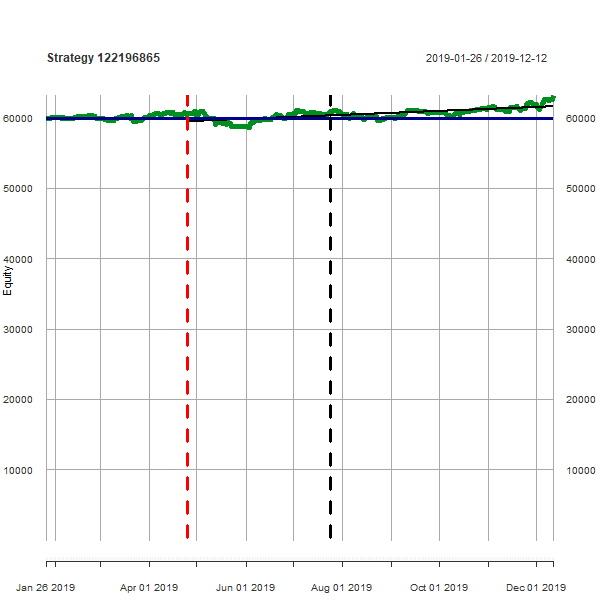 Strategy 122196865
2019-01-26 / 2019-12-12
60000
60000
50000
50000
40000
40000
Equity
30000
30000
20000
20000
10000
10000
Jan 26 2019
Apr 01 2019
Jun 01 2019
Aug 01 2019
Oct 01 2019
Dec 01 2019